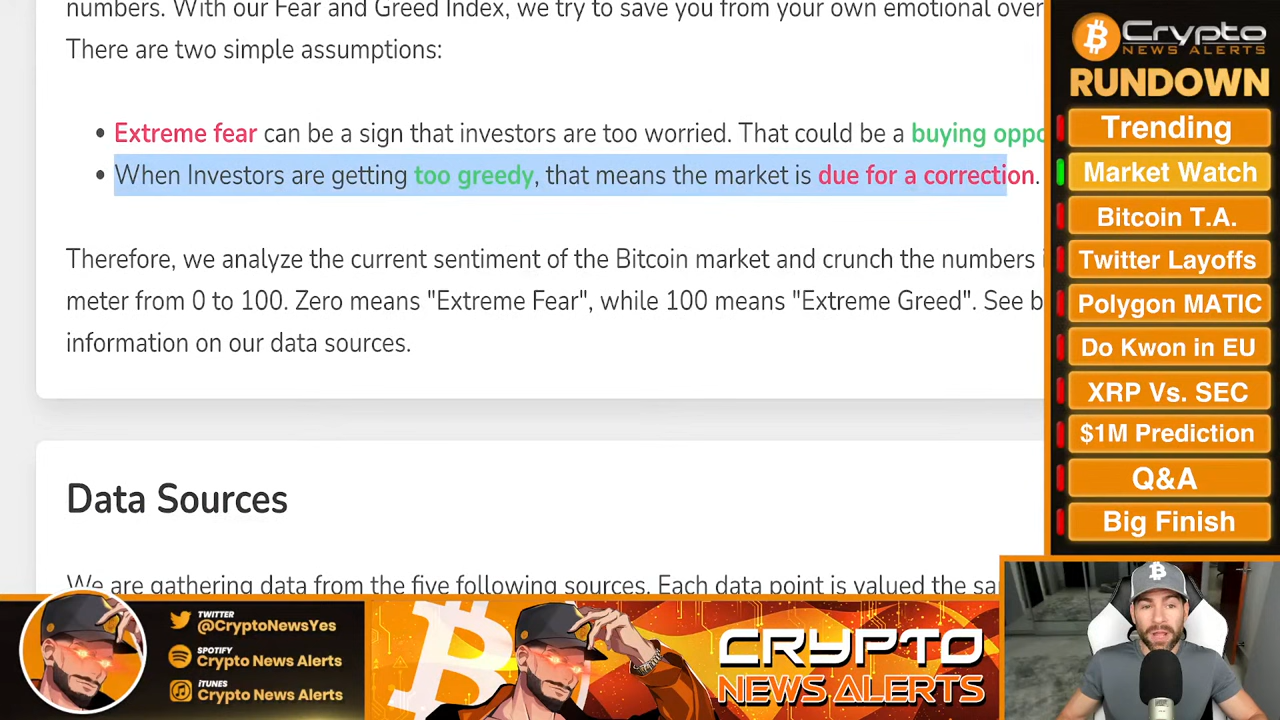 numbers. With our Fear and Greed Index, we try to save you from your own emotional over
There are two simple assumptions:
• Extreme fear can be a sign that investors are too worried. That could be a buying oppo
• When Investors are getting too greedy, that means the market is due for a correction.
Therefore, we analyze the current sentiment of the Bitcoin market and crunch the numbers i
meter from 0 to 100. Zero means "Extreme Fear", while 100 means "Extreme Greed". See b
information on our data sources.
Data Sources
We are gathering data from the five following sources. Each data point is valued the sa
Crypto
NEWS ALERTS
RUNDOWN
Trending
Market Watch
Bitcoin T.A.
Twitter Layoffs
Polygon MATIC
Do Kwon in EU
XRP Vs. SEC
$1M Prediction
Q&A
Big Finish
TWITTER
@CryptoNewsYes
SPOTIFY
Crypto News Alerts
iTUNES
Crypto News Alerts
CRYPTO
NEWS ALERTS